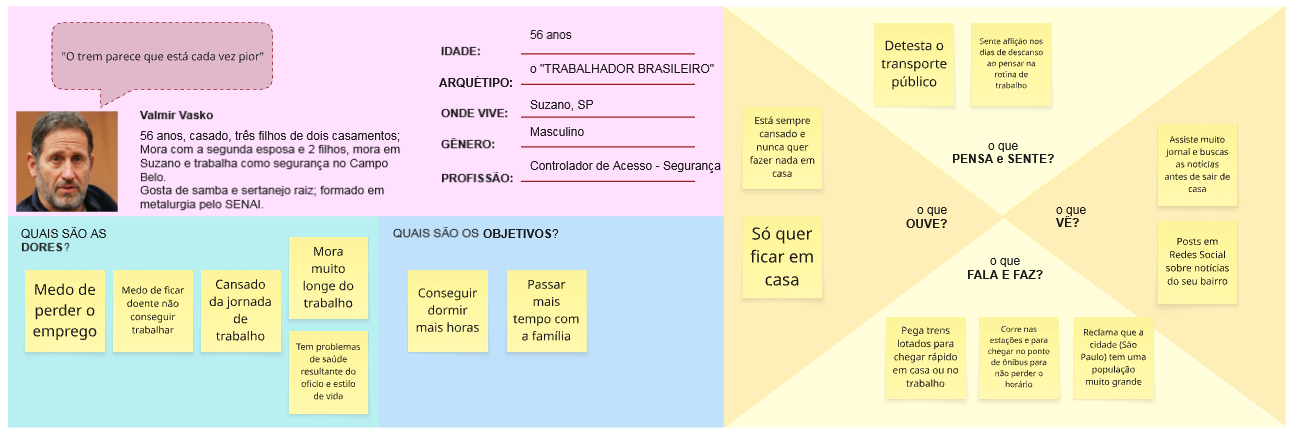 "O trem parece que está cada vez pior"
Valmir Vasko
56 anos, casado, três filhos de dois casamentos;
Mora com a segunda esposa e 2 filhos, mora em
Suzano e trabalha como segurança no Campo
Belo.
Gosta de samba e sertanejo raiz; formado em
metalurgia pelo SENAI.
IDADE: 56 anos
ARQUÉTIPO: o "TRABALHADOR BRASILEIRO"
ONDE VIVE: Suzano, SP
GÊNERO: Masculino
PROFISSÃO: Controlador de Acesso - Segurança
QUAIS SÃO AS
DORES?
Medo de
perder o
emprego
Medo de ficar
doente não
conseguir
trabalhar
Cansado
da jornada
de
trabalho
Mora
muito
longe do
trabalho
Tem problemas
de saúde
resultante do
oficio e estilo
de vida
QUAIS SÃO OS OBJETIVOS?
Conseguir
dormir
mais horas
Passar
mais
tempo com
a família
o que
PENSA e SENTE?
Detesta o
transporte
público
Sente aflição nos
dias de descanso
ao pensar na
rotina de
trabalho
o que
OUVE?
Está sempre
cansado e
nunca quer
fazer nada em
casa
Só quer
ficar em
casa
o que
VÊ?
Assiste muito
jornal e buscas
as notícias
antes de sair de
casa
Posts em
Redes Social
sobre notícias
do seu bairro
o que
FALA E FAZ?
Pega trens
lotados para
chegar rápido
em casa ou no
trabalho
Corre nas
estações e para
chegar no ponto
de ônibus para
não perder o
horário
Reclama que a
cidade (São
Paulo) tem uma
população
muito grande